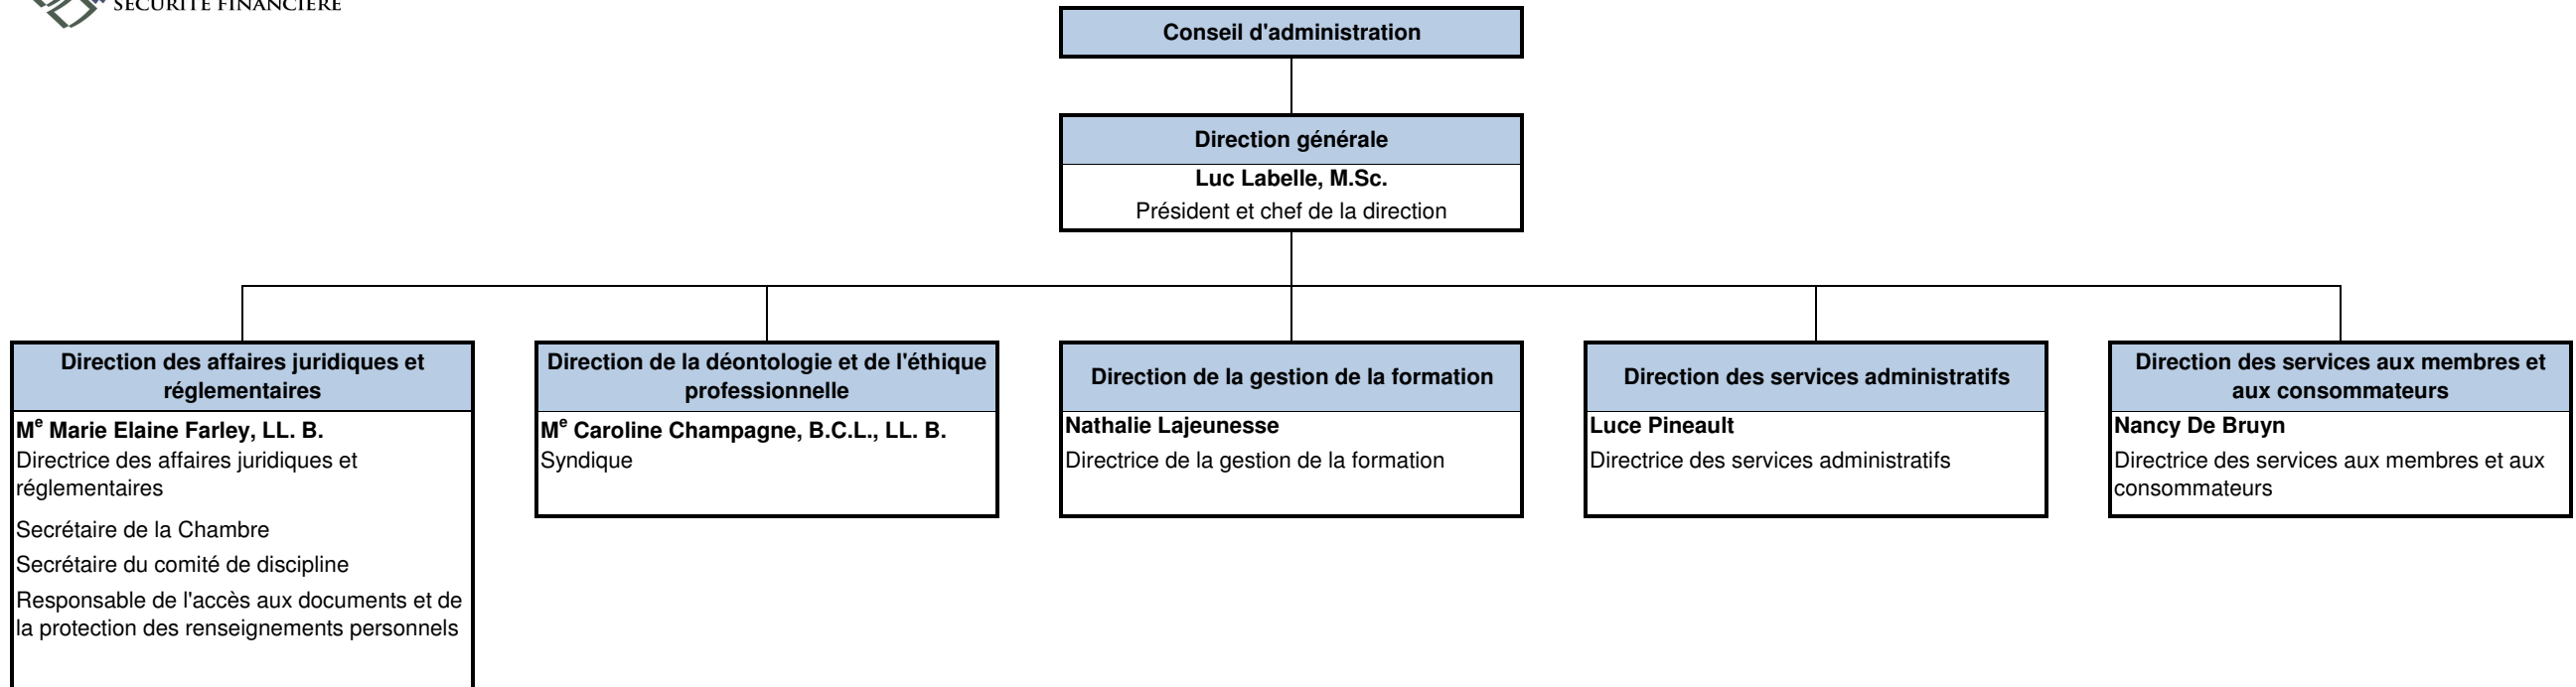 SÉCURITÉ FINANCIÈRE
Conseil d'administration
Direction générale
Luc Labelle, M.Sc.
Président et chef de la direction
Direction des affaires juridiques et
réglementaires
Mᵉ Marie Elaine Farley, LL. B.
Directrice des affaires juridiques et
réglementaires
Secrétaire de la Chambre
Secrétaire du comité de discipline
Responsable de l'accès aux documents et de
la protection des renseignements personnels
Direction de la déontologie et de l'éthique
professionnelle
Mᵉ Caroline Champagne, B.C.L., LL. B.
Syndique
Direction de la gestion de la formation
Nathalie Lajeunesse
Directrice de la gestion de la formation
Direction des services administratifs
Luce Pineault
Directrice des services administratifs
Direction des services aux membres et
aux consommateurs
Nancy De Bruyn
Directrice des services aux membres et aux
consommateurs